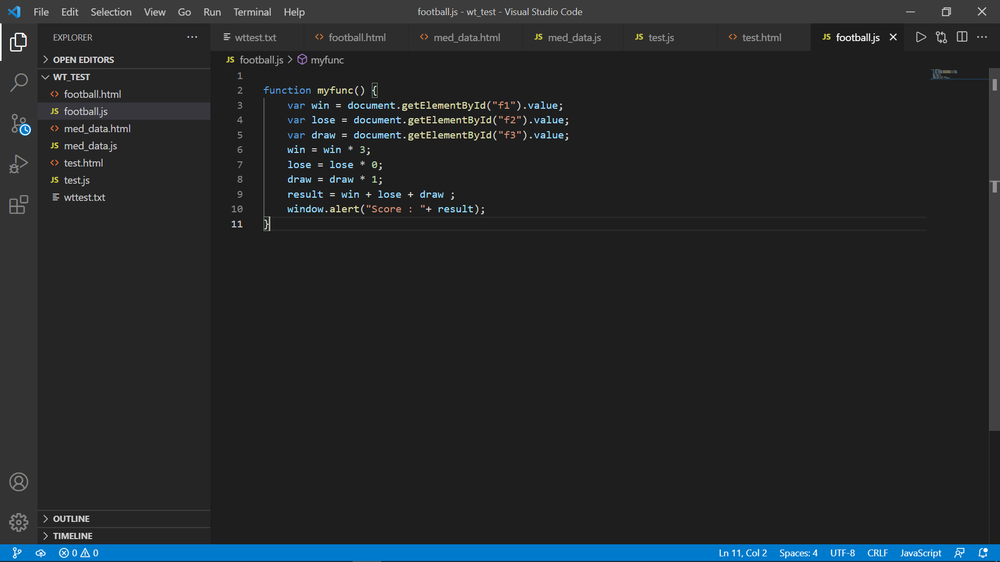 File Edit Selection View Go Run Terminal Help football.js - wt_test - Visual Studio Code
EXPLORER
wttest.txt football.html med_data.html JS med_data.js JS test.js test.html JS football.js
OPEN EDITORS
JS football.js > myfunc
WT_TEST
football.html
JS football.js
med_data.html
JS med_data.js
test.html
JS test.js
wttest.txt
1
2 function myfunc() {
3 var win = document.getElementById("f1").value;
4 var lose = document.getElementById("f2").value;
5 var draw = document.getElementById("f3").value;
6 win = win * 3;
7 lose = lose * 0;
8 draw = draw * 1;
9 result = win + lose + draw ;
10 window.alert("Score : "+ result);
11 }
OUTLINE
TIMELINE
0 0 Ln 11, Col 2 Spaces: 4 UTF-8 CRLF JavaScript